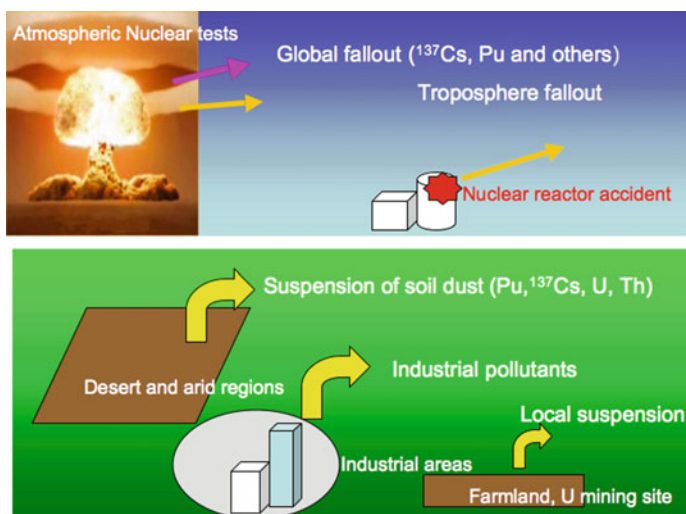 Atmospheric Nuclear tests
Global fallout (¹³⁷Cs, Pu and others)
Troposphere fallout
Nuclear reactor accident
Suspension of soil dust (Pu,¹³⁷Cs, U, Th)
Desert and arid regions
Industrial pollutants
Local suspension
Industrial areas
Farmland, U mining site